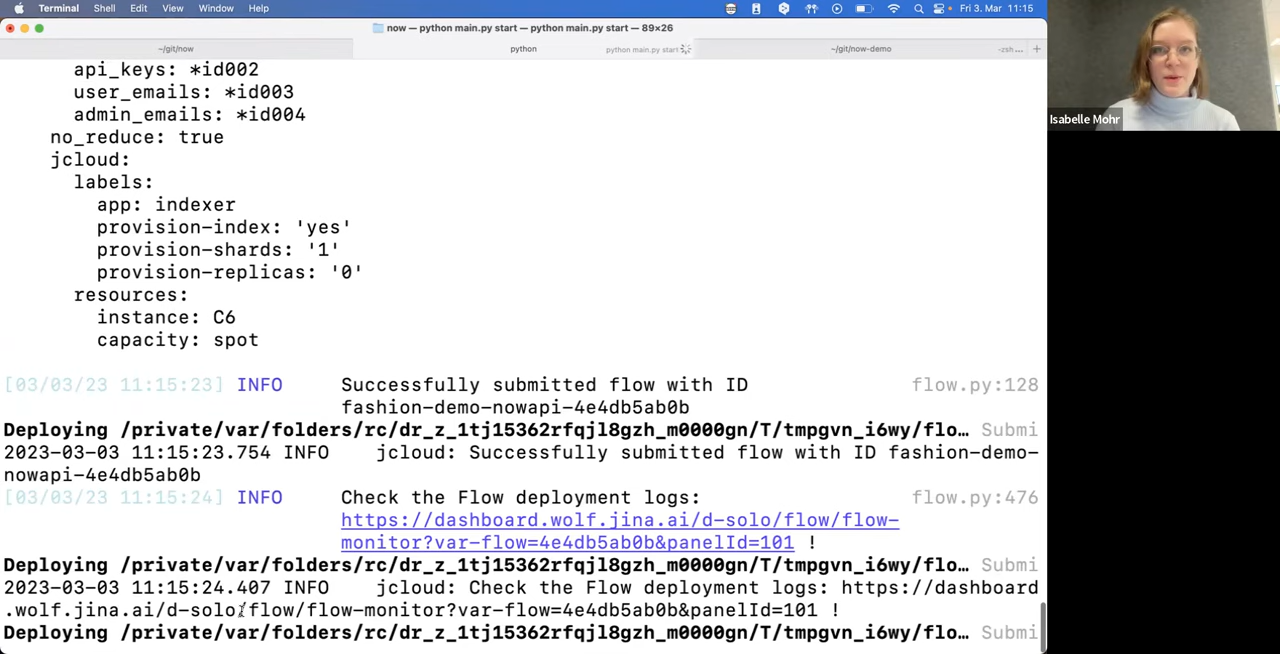 Terminal Shell Edit View Window Help Fri 3. Mar 11:15
now — python main.py start — python main.py start — 89×26
~/git/now python python main.py start ~/git/now-demo -zsh...
api_keys: *id002
user_emails: *id003
admin_emails: *id004
no_reduce: true
jcloud:
labels:
app: indexer
provision-index: 'yes'
provision-shards: '1'
provision-replicas: '0'
resources:
instance: C6
capacity: spot
[03/03/23 11:15:23] INFO Successfully submitted flow with ID flow.py:128
fashion-demo-nowapi-4e4db5ab0b
Deploying /private/var/folders/rc/dr_z_1tj15362rfqjl8gzh_m0000gn/T/tmpgvn_i6wy/flo… Submi
2023-03-03 11:15:23.754 INFO jcloud: Successfully submitted flow with ID fashion-demo-
nowapi-4e4db5ab0b
[03/03/23 11:15:24] INFO Check the Flow deployment logs: flow.py:476
https://dashboard.wolf.jina.ai/d-solo/flow/flow-
monitor?var-flow=4e4db5ab0b&panelId=101 !
Deploying /private/var/folders/rc/dr_z_1tj15362rfqjl8gzh_m0000gn/T/tmpgvn_i6wy/flo… Submi
2023-03-03 11:15:24.407 INFO jcloud: Check the Flow deployment logs: https://dashboard
.wolf.jina.ai/d-solo/flow/flow-monitor?var-flow=4e4db5ab0b&panelId=101 !
Deploying /private/var/folders/rc/dr_z_1tj15362rfqjl8gzh_m0000gn/T/tmpgvn_i6wy/flo… Submi
Isabelle Mohr